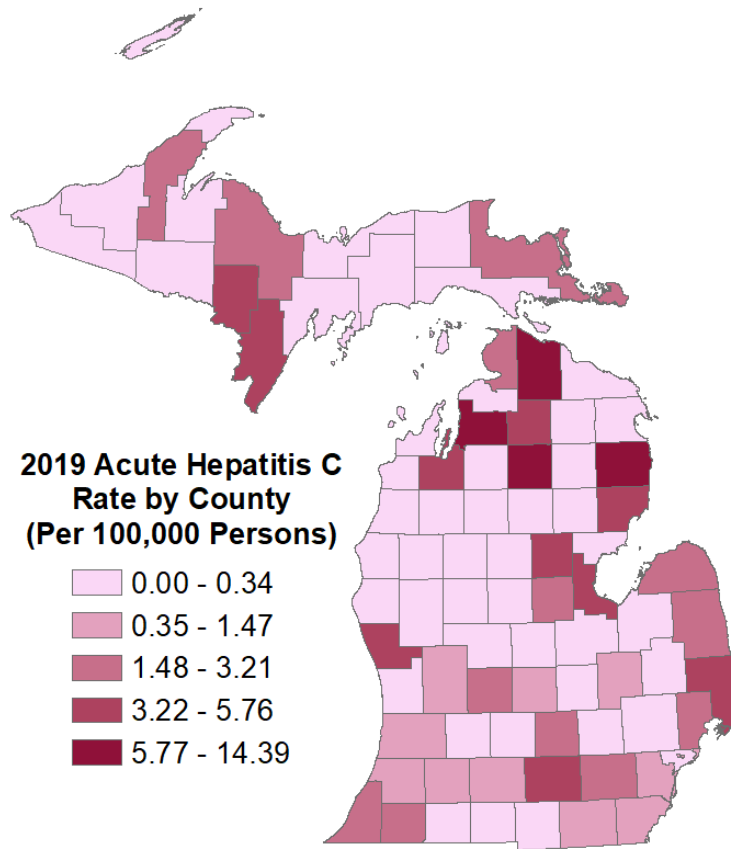 2019 Acute Hepatitis C
Rate by County
(Per 100,000 Persons)
0.00 - 0.34
0.35 - 1.47
1.48 - 3.21
3.22 - 5.76
5.77 - 14.39